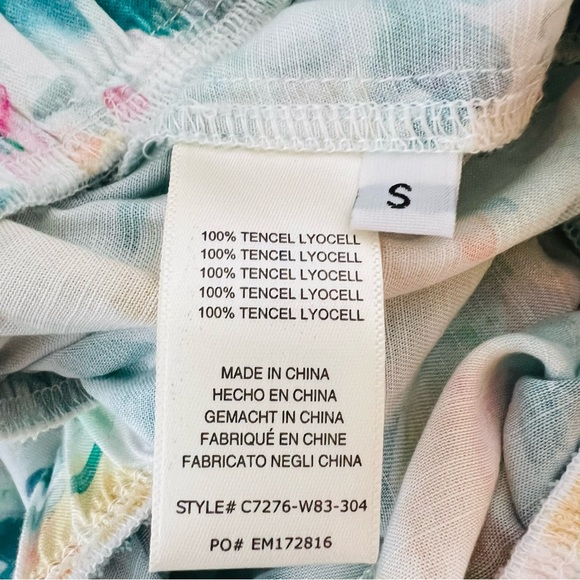 S
100% TENCEL LYOCELL
100% TENCEL LYOCELL
100% TENCEL LYOCELL
100% TENCEL LYOCELL
100% TENCEL LYOCELL
MADE IN CHINA
HECHO EN CHINA
GEMACHT IN CHINA
FABRIQUÉ EN CHINE
FABRICATO NEGLI CHINA
STYLE# C7276-W83-304
PO# EM172816